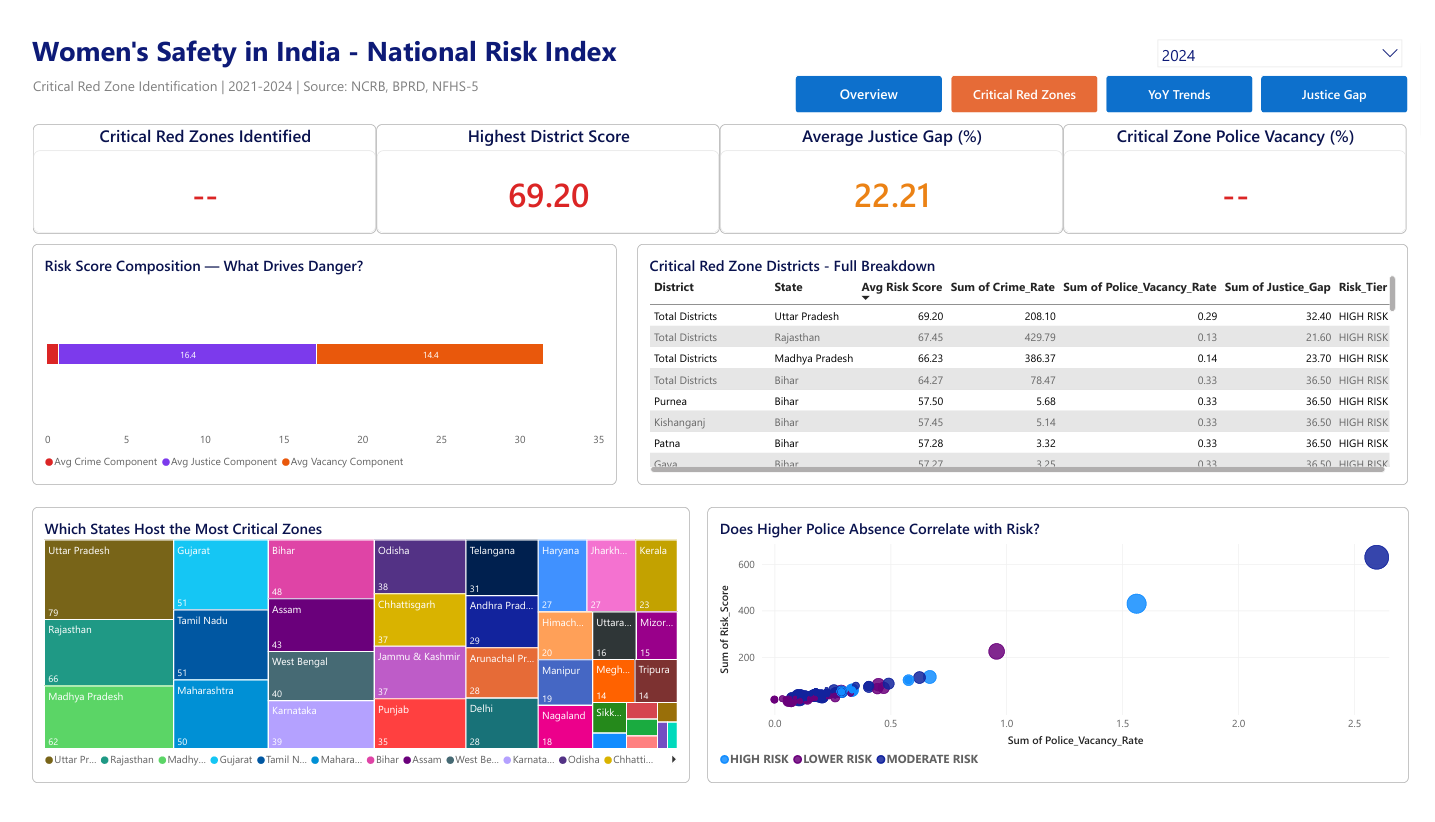 Women's Safety in India - National Risk Index
2024
Critical Red Zone Identification | 2021-2024 | Source: NCRB, BPRD, NFHS-5
Overview
Critical Red Zones
YoY Trends
Justice Gap
Critical Red Zones Identified
--
Highest District Score
69.20
Average Justice Gap (%)
22.21
Critical Zone Police Vacancy (%)
--
Risk Score Composition — What Drives Danger?
16.4
14.4
0 5 10 15 20 25 30 35
Avg Crime Component Avg Justice Component Avg Vacancy Component
Critical Red Zone Districts - Full Breakdown
District State Avg Risk Score Sum of Crime_Rate Sum of Police_Vacancy_Rate Sum of Justice_Gap Risk_Tier
Total Districts Uttar Pradesh 69.20 208.10 0.29 32.40 HIGH RISK
Total Districts Rajasthan 67.45 429.79 0.13 21.60 HIGH RISK
Total Districts Madhya Pradesh 66.23 386.37 0.14 23.70 HIGH RISK
Total Districts Bihar 64.27 78.47 0.33 36.50 HIGH RISK
Purnea Bihar 57.50 5.68 0.33 36.50 HIGH RISK
Kishanganj Bihar 57.45 5.14 0.33 36.50 HIGH RISK
Patna Bihar 57.28 3.32 0.33 36.50 HIGH RISK
Gaya Bihar 57.27 3.25 0.33 36.50 HIGH RISK
Which States Host the Most Critical Zones
Uttar Pradesh
79
Rajasthan
66
Madhya Pradesh
62
Gujarat
51
Tamil Nadu
51
Maharashtra
50
Bihar
48
Assam
43
West Bengal
40
Karnataka
39
Odisha
38
Chhattisgarh
37
Jammu & Kashmir
37
Punjab
35
Telangana
31
Andhra Prad...
29
Arunachal Pr...
28
Delhi
28
Haryana
27
Jharkh...
27
Kerala
23
Himach...
20
Manipur
19
Nagaland
18
Uttara...
16
Mizor...
15
Megh...
14
Tripura
14
Sikk...
Uttar Pr... Rajasthan Madhy... Gujarat Tamil N... Mahara... Bihar Assam West Be... Karnata... Odisha Chhatti...
Does Higher Police Absence Correlate with Risk?
Sum of Risk_Score
600
400
200
0.0 0.5 1.0 1.5 2.0 2.5
Sum of Police_Vacancy_Rate
HIGH RISK LOWER RISK MODERATE RISK